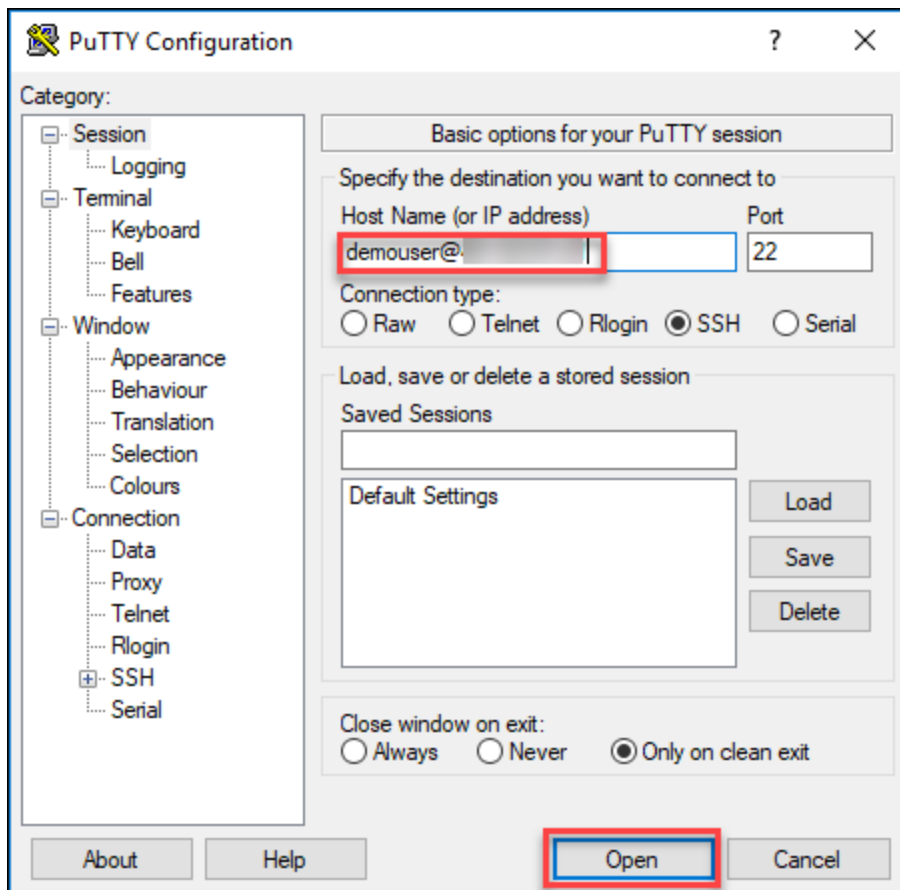 PuTTY Configuration
?
Category:
Session
Logging
Terminal
Keyboard
Bell
Features
Window
Appearance
Behaviour
Translation
Selection
Colours
Connection
Data
Proxy
Telnet
Rlogin
SSH
Serial
Basic options for your PuTTY session
Specify the destination you want to connect to
Host Name (or IP address) Port
demouser@ 22
Connection type:
Raw Telnet Rlogin SSH Serial
Load, save or delete a stored session
Saved Sessions
Default Settings
Load
Save
Delete
Close window on exit:
Always Never Only on clean exit
About Help Open Cancel